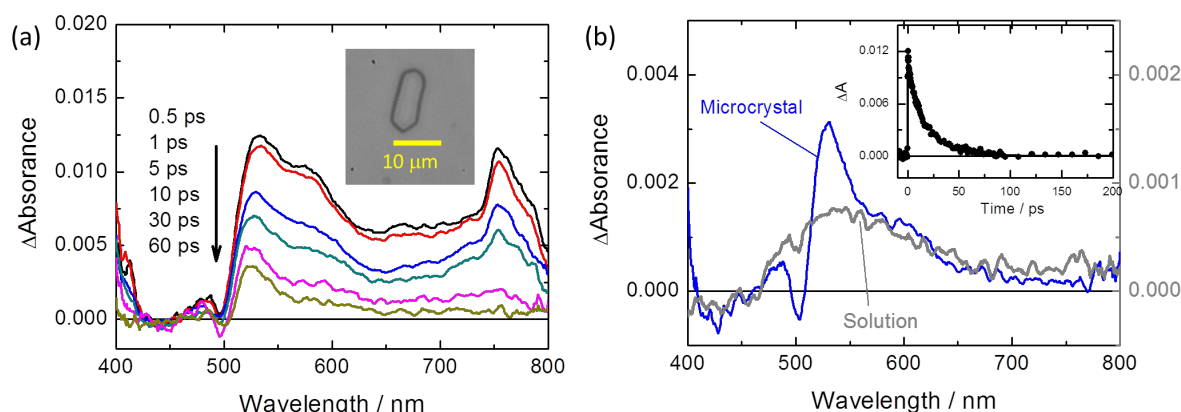 (a)
0.020
0.015
0.010
0.005
0.000
ΔAbsorance
0.5 ps
1 ps
5 ps
10 ps
30 ps
60 ps
10 μm
400 500 600 700 800
Wavelength / nm
(b)
0.004
0.002
0.000
ΔAbsorance
Microcrystal
Solution
0.012
0.006
0.000
ΔA
0 50 100 150 200
Time / ps
0.002
0.001
0.000
400 500 600 700 800
Wavelength / nm